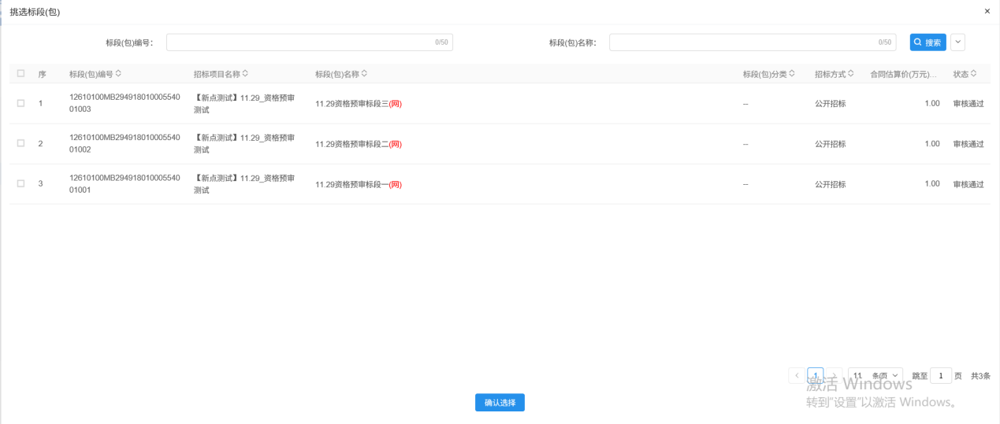 挑选标段(包)
×
标段(包)编号： 0/50 标段(包)名称： 0/50 搜索
序 标段(包)编号 招标项目名称 标段(包)名称 标段(包)分类 招标方式 合同估算价(万元)... 状态
1 12610100MB294918010005540 【新点测试】11.29_资格预审 11.29资格预审标段三(网) -- 公开招标 1.00 审核通过
01003 测试
2 12610100MB294918010005540 【新点测试】11.29_资格预审 11.29资格预审标段二(网) -- 公开招标 1.00 审核通过
01002 测试
3 12610100MB294918010005540 【新点测试】11.29_资格预审 11.29资格预审标段一(网) -- 公开招标 1.00 审核通过
01001 测试
1 11 条/页 跳至 1 页 共3条
激活 Windows
确认选择
转到"设置"以激活 Windows。